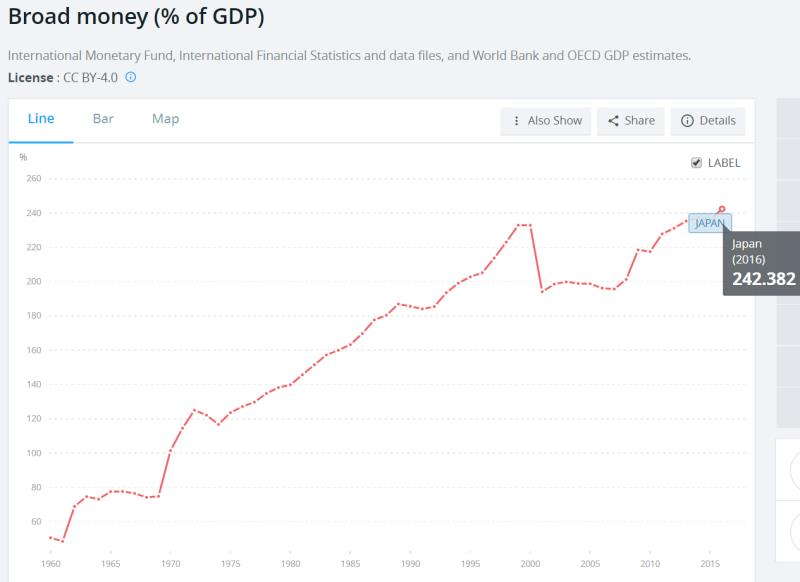 Broad money (% of GDP)
International Monetary Fund, International Financial Statistics and data files, and World Bank and OECD GDP estimates.
License : CC BY-4.0
Line Bar Map Also Show Share Details
%
LABEL
260
240
220
200
180
160
140
120
100
80
60
JAPAN
Japan
(2016)
242.382
1960 1965 1970 1975 1980 1985 1990 1995 2000 2005 2010 2015